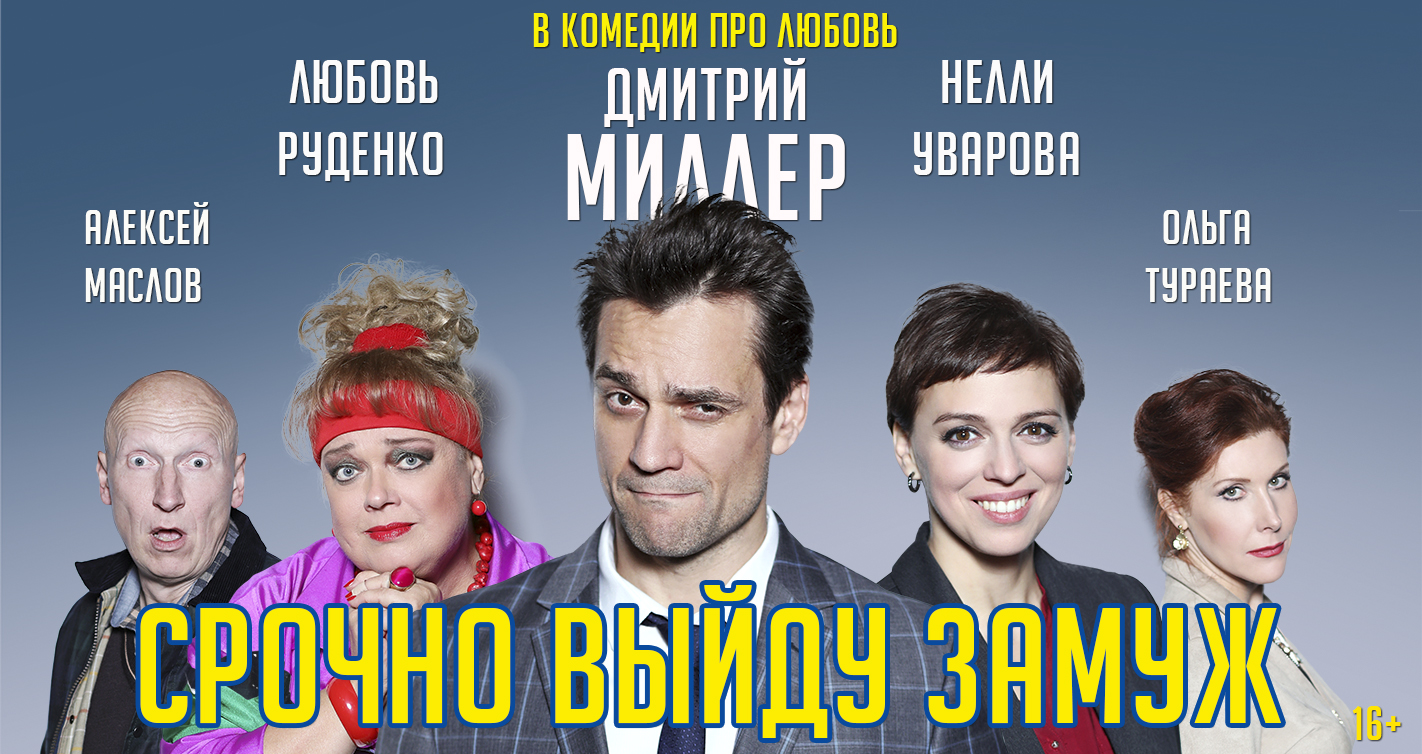 В КОМЕДИИ ПРО ЛЮБОВЬ
ЛЮБОВЬ
РУДЕНКО
ДМИТРИЙ
МИЛЛЕР
НЕЛЛИ
УВАРОВА
АЛЕКСЕЙ
МАСЛОВ
ОЛЬГА
ТУРАЕВА
СРОЧНО ВЫЙДУ ЗАМУЖ
16+